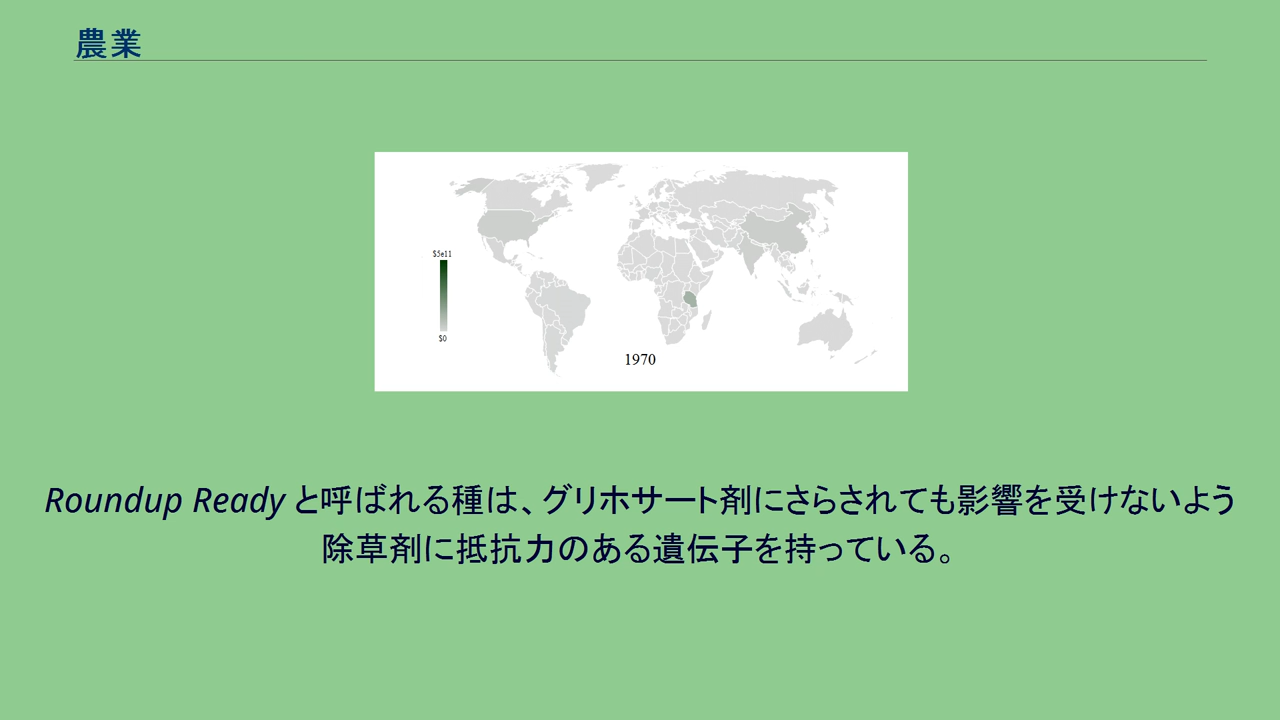 農業
$5e11
$0
1970
Roundup Ready と呼ばれる種は、グリホサート剤にさらされても影響を受けないよう
除草剤に抵抗力のある遺伝子を持っている。